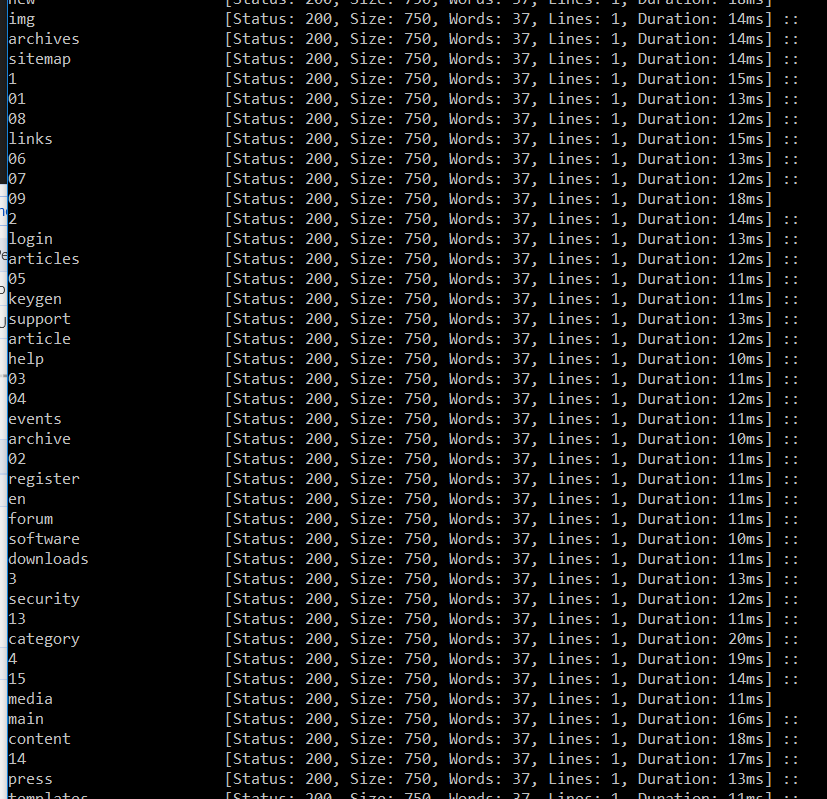 new [Status: 200, Size: 750, Words: 37, Lines: 1, Duration: 18ms]
img [Status: 200, Size: 750, Words: 37, Lines: 1, Duration: 14ms] ::
archives [Status: 200, Size: 750, Words: 37, Lines: 1, Duration: 14ms] ::
sitemap [Status: 200, Size: 750, Words: 37, Lines: 1, Duration: 14ms] ::
1 [Status: 200, Size: 750, Words: 37, Lines: 1, Duration: 15ms] ::
01 [Status: 200, Size: 750, Words: 37, Lines: 1, Duration: 13ms] ::
08 [Status: 200, Size: 750, Words: 37, Lines: 1, Duration: 12ms] ::
links [Status: 200, Size: 750, Words: 37, Lines: 1, Duration: 15ms] ::
06 [Status: 200, Size: 750, Words: 37, Lines: 1, Duration: 13ms] ::
07 [Status: 200, Size: 750, Words: 37, Lines: 1, Duration: 12ms] ::
09 [Status: 200, Size: 750, Words: 37, Lines: 1, Duration: 18ms]
2 [Status: 200, Size: 750, Words: 37, Lines: 1, Duration: 14ms] ::
login [Status: 200, Size: 750, Words: 37, Lines: 1, Duration: 13ms] ::
articles [Status: 200, Size: 750, Words: 37, Lines: 1, Duration: 12ms] ::
05 [Status: 200, Size: 750, Words: 37, Lines: 1, Duration: 11ms] ::
keygen [Status: 200, Size: 750, Words: 37, Lines: 1, Duration: 11ms] ::
support [Status: 200, Size: 750, Words: 37, Lines: 1, Duration: 13ms] ::
article [Status: 200, Size: 750, Words: 37, Lines: 1, Duration: 12ms] ::
help [Status: 200, Size: 750, Words: 37, Lines: 1, Duration: 10ms] ::
03 [Status: 200, Size: 750, Words: 37, Lines: 1, Duration: 11ms] ::
04 [Status: 200, Size: 750, Words: 37, Lines: 1, Duration: 12ms] ::
events [Status: 200, Size: 750, Words: 37, Lines: 1, Duration: 11ms] ::
archive [Status: 200, Size: 750, Words: 37, Lines: 1, Duration: 10ms] ::
02 [Status: 200, Size: 750, Words: 37, Lines: 1, Duration: 11ms] ::
register [Status: 200, Size: 750, Words: 37, Lines: 1, Duration: 11ms] ::
en [Status: 200, Size: 750, Words: 37, Lines: 1, Duration: 11ms] ::
forum [Status: 200, Size: 750, Words: 37, Lines: 1, Duration: 11ms] ::
software [Status: 200, Size: 750, Words: 37, Lines: 1, Duration: 10ms] ::
downloads [Status: 200, Size: 750, Words: 37, Lines: 1, Duration: 11ms] ::
3 [Status: 200, Size: 750, Words: 37, Lines: 1, Duration: 13ms] ::
security [Status: 200, Size: 750, Words: 37, Lines: 1, Duration: 12ms] ::
13 [Status: 200, Size: 750, Words: 37, Lines: 1, Duration: 11ms] ::
category [Status: 200, Size: 750, Words: 37, Lines: 1, Duration: 20ms] ::
4 [Status: 200, Size: 750, Words: 37, Lines: 1, Duration: 19ms] ::
15 [Status: 200, Size: 750, Words: 37, Lines: 1, Duration: 14ms] ::
media [Status: 200, Size: 750, Words: 37, Lines: 1, Duration: 11ms]
main [Status: 200, Size: 750, Words: 37, Lines: 1, Duration: 16ms] ::
content [Status: 200, Size: 750, Words: 37, Lines: 1, Duration: 18ms] ::
14 [Status: 200, Size: 750, Words: 37, Lines: 1, Duration: 17ms] ::
press [Status: 200, Size: 750, Words: 37, Lines: 1, Duration: 13ms] ::
templates [Status: 200, Size: 750, Words: 37, Lines: 1, Duration: 11ms] ::